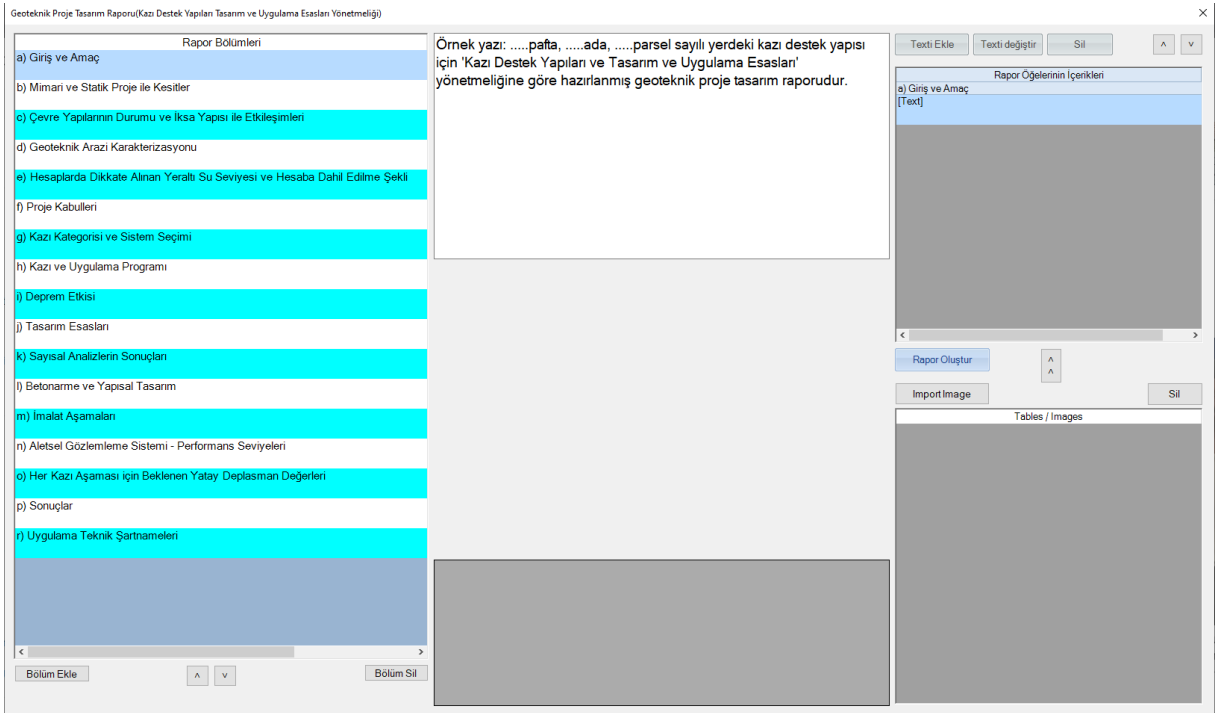 Geoteknik Proje Tasarım Raporu(Kazı Destek Yapıları Tasarım ve Uygulama Esasları Yönetmeliği)
Rapor Bölümleri
a) Giriş ve Amaç
b) Mimari ve Statik Proje ile Kesitler
c) Çevre Yapılarının Durumu ve İksa Yapısı ile Etkileşimleri
d) Geoteknik Arazi Karakterizasyonu
e) Hesaplarda Dikkate Alınan Yeraltı Su Seviyesi ve Hesaba Dahil Edilme Şekli
f) Proje Kabulleri
g) Kazı Kategorisi ve Sistem Seçimi
h) Kazı ve Uygulama Programı
i) Deprem Etkisi
j) Tasarım Esasları
k) Sayısal Analizlerin Sonuçları
l) Betonarme ve Yapısal Tasarım
m) İmalat Aşamaları
n) Aletsel Gözlemleme Sistemi - Performans Seviyeleri
o) Her Kazı Aşaması için Beklenen Yatay Deplasman Değerleri
p) Sonuçlar
r) Uygulama Teknik Şartnameleri
Bölüm Ekle
Bölüm Sil
Örnek yazı: .....pafta, .....ada, .....parsel sayılı yerdeki kazı destek yapısı
için 'Kazı Destek Yapıları ve Tasarım ve Uygulama Esasları'
yönetmeliğine göre hazırlanmış geoteknik proje tasarım raporudur.
Texti Ekle
Texti değiştir
Sil
Rapor Öğelerinin İçerikleri
a) Giriş ve Amaç
[Text]
Rapor Oluştur
Import Image
Sil
Tables / Images